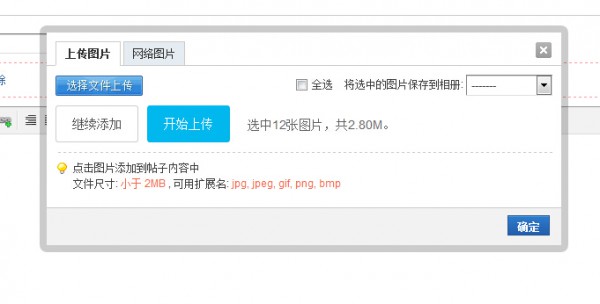 上传图片 网络图片
除
选择文件上传 全选 将选中的图片保存到相册: -------
继续添加 开始上传 选中12张图片，共2.80M。
点击图片添加到帖子内容中
文件尺寸: 小于 2MB , 可用扩展名: jpg, jpeg, gif, png, bmp
确定